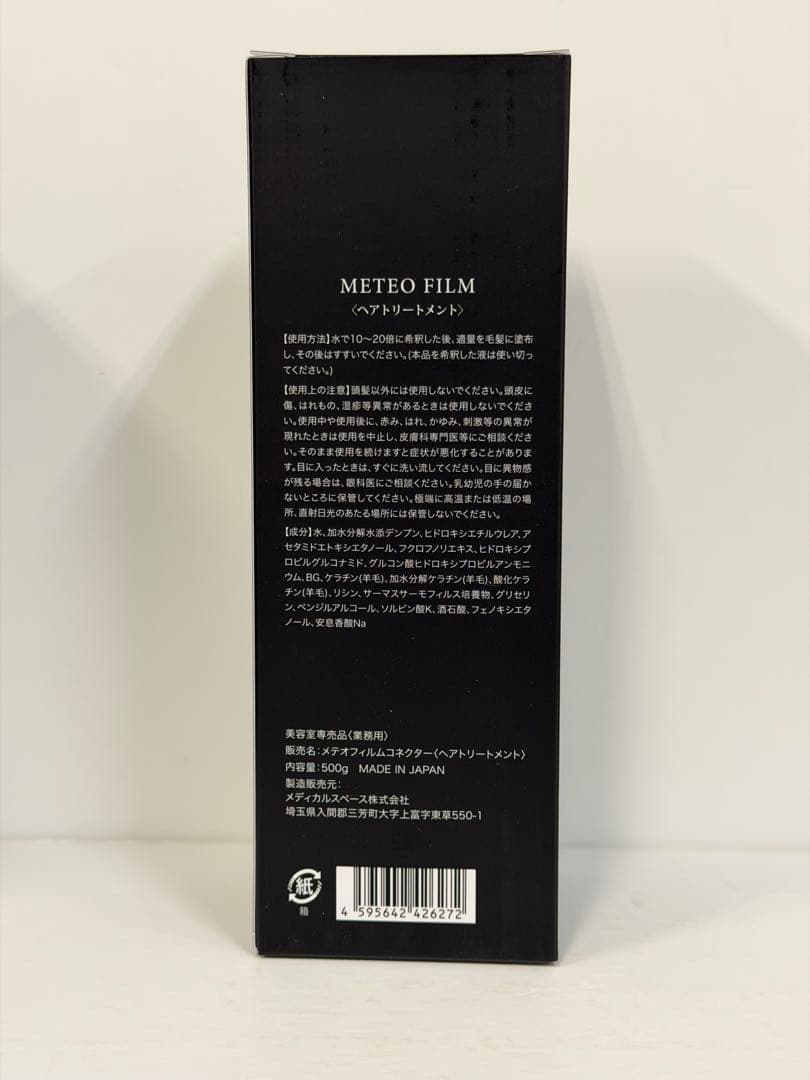 METEO FILM
〈ヘアトリートメント〉
【使用方法】水で10〜20倍に希釈した後、適量を毛髪に塗布
し、その後はすすいでください。(本品を希釈した液は使い切っ
てください。)
【使用上の注意】頭髪以外には使用しないでください。頭皮に
傷、はれもの、湿疹等異常があるときは使用しないでくださ
い。使用中や使用後に、赤み、はれ、かゆみ、刺激等の異常が
現れたときは使用を中止し、皮膚科専門医等にご相談くださ
い。そのまま使用を続けますと症状が悪化することがありま
す。目に入ったときは、すぐに洗い流してください。目に異物感
が残る場合は、眼科医にご相談ください。乳幼児の手の届か
ないところに保管してください。極端に高温または低温の場
所、直射日光のあたる場所には保管しないでください。
【成分】水、加水分解水添デンプン、ヒドロキシエチルウレア、ア
セタミドエトキシエタノール、フクロフノリエキス、ヒドロキシプ
ロピルグルコナミド、グルコン酸ヒドロキシプロピルアンモニ
ウム、BG、ケラチン(羊毛)、加水分解ケラチン(羊毛)、酸化ケラ
チン(羊毛)、リシン、サーマスサーモフィルス培養物、グリセリ
ン、ベンジルアルコール、ソルビン酸K、酒石酸、フェノキシエタ
ノール、安息香酸Na
美容室専売品〈業務用〉
販売名：メテオフィルムコネクター〈ヘアトリートメント〉
内容量：500g MADE IN JAPAN
製造販売元：
メディカルスペース株式会社
埼玉県入間郡三芳町大字上富字東草550-1
紙
箱
4 595642 426272